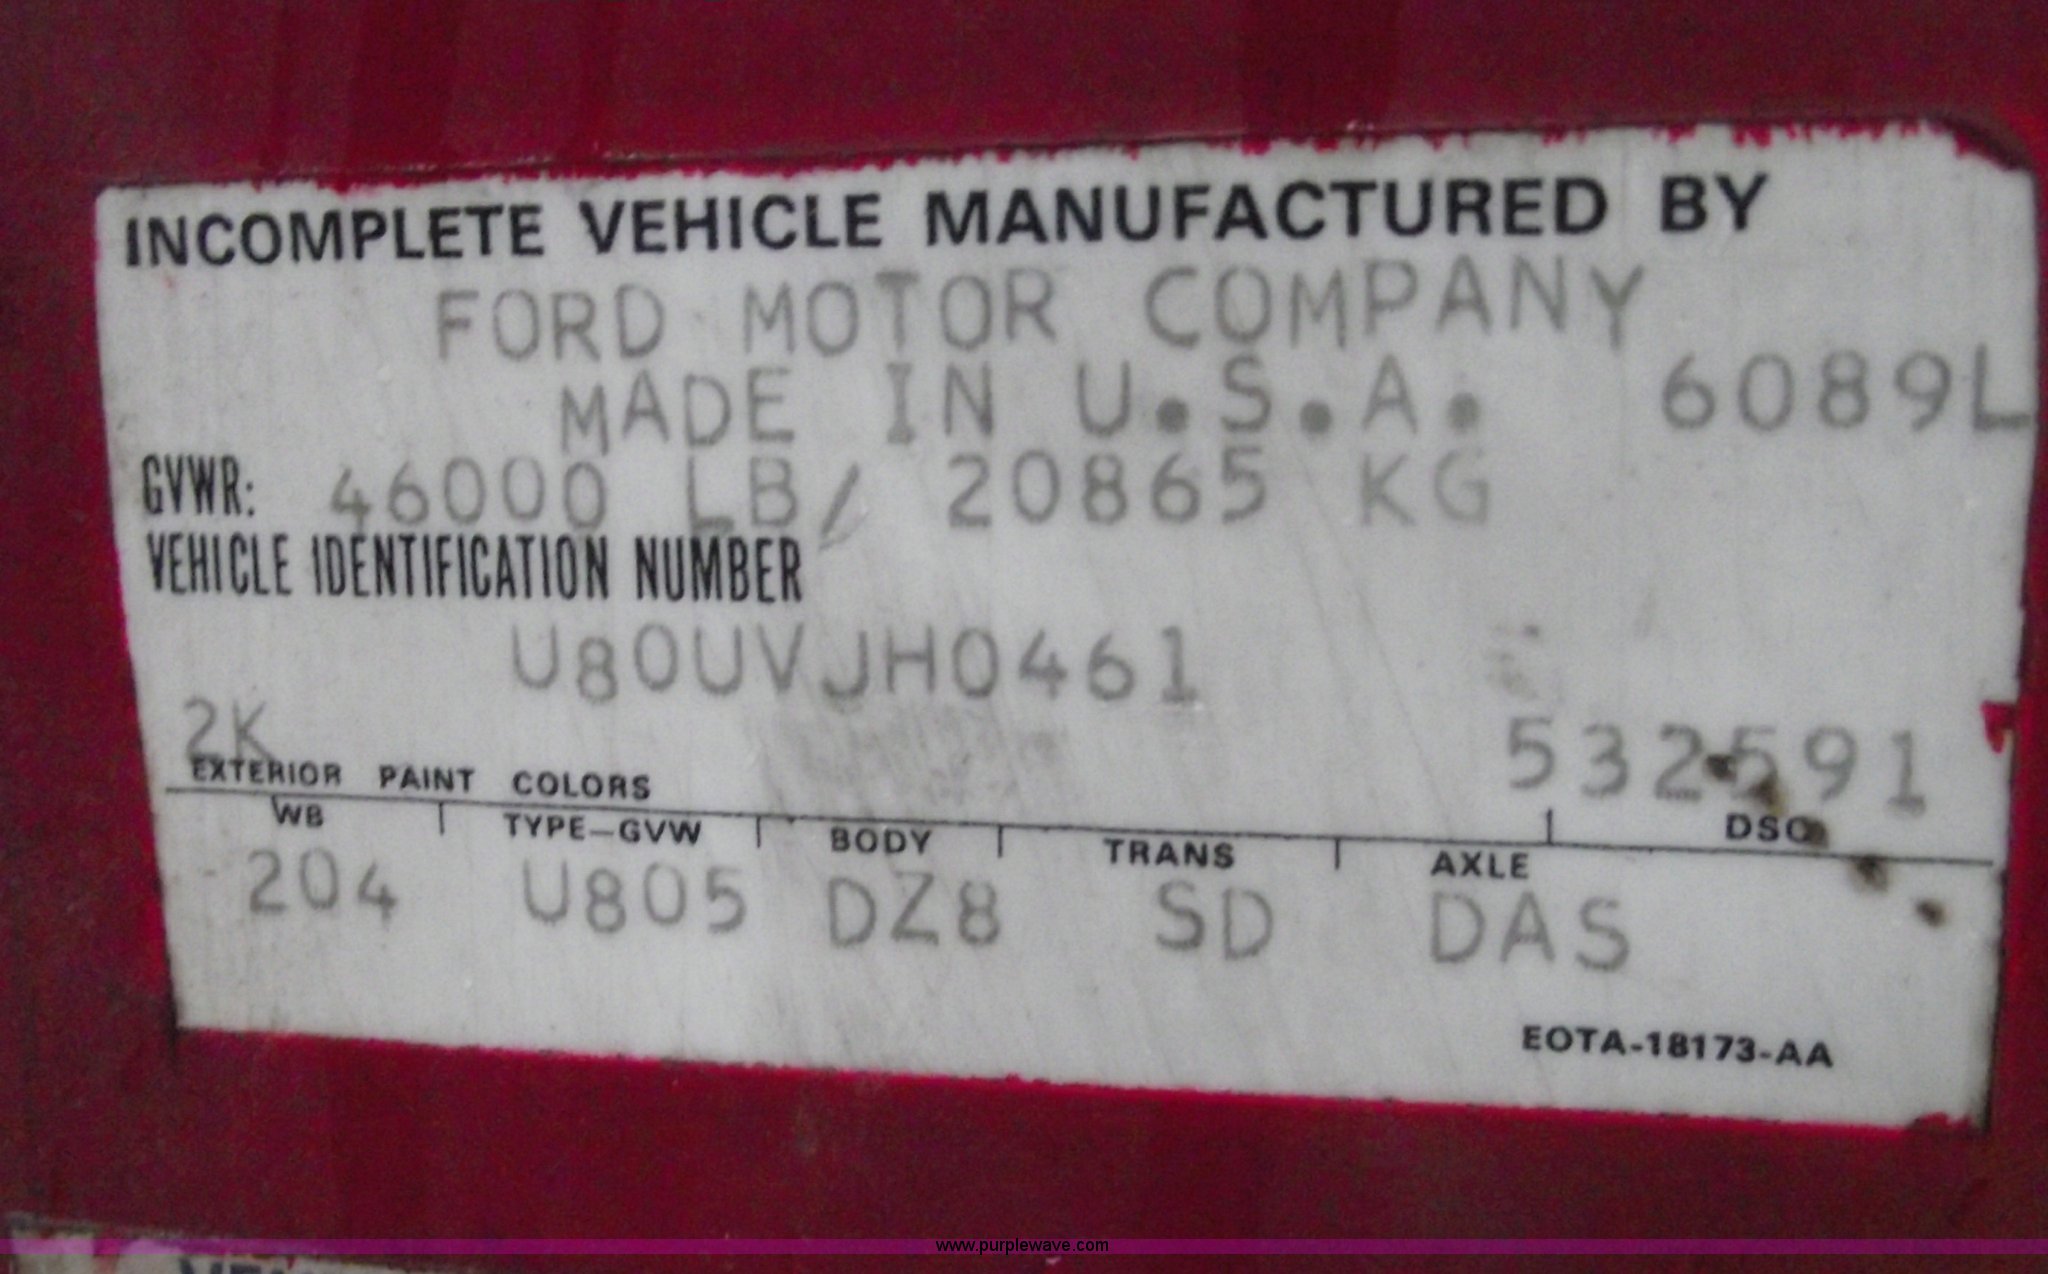 INCOMPLETE VEHICLE MANUFACTURED BY
FORD MOTOR COMPANY
MADE IN U.S.A. 6089L
GVWR: 46000 LB/ 20865 KG
VEHICLE IDENTIFICATION NUMBER
U80UVJH0461
2K 532591
EXTERIOR PAINT COLORS
WB TYPE-GVW BODY TRANS AXLE DSO
204 U805 DZ8 SD DAS
EOTA-18173-AA
www.purplewave.com